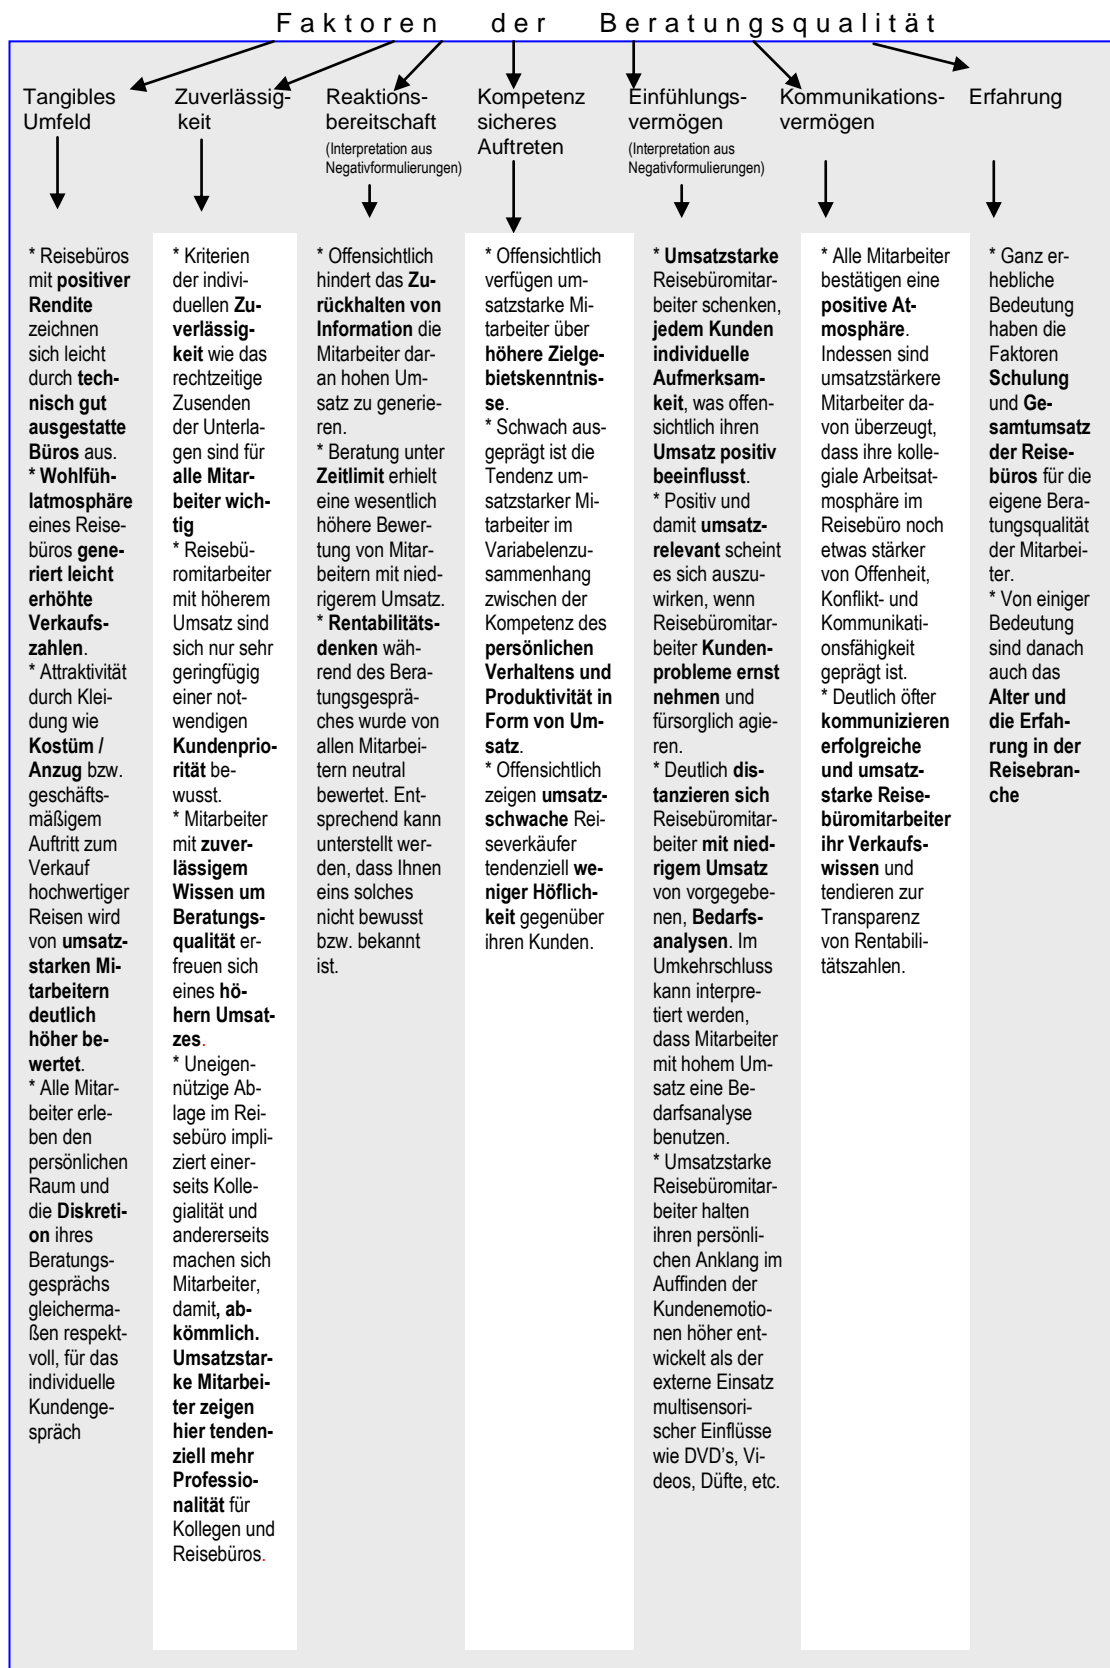 Faktoren der Beratungsqualität
Tangibles
Umfeld
Zuverlässig-
keit
Reaktions-
bereitschaft
(Interpretation aus
Negativformulierungen)
Kompetenz
sicheres
Auftreten
Einfühlungs-
vermögen
(Interpretation aus
Negativformulierungen)
Kommunikations-
vermögen
Erfahrung
* Reisebüros
mit positiver
Rendite
zeichnen
sich leicht
durch tech-
nisch gut
ausgestatte
Büros aus.
* Wohlfüh-
latmosphäre
eines Reise-
büros gene-
riert leicht
erhöhte
Verkaufs-
zahlen.
* Attraktivität
durch Klei-
dung wie
Kostüm /
Anzug bzw.
geschäfts-
mäßigem
Auftritt zum
Verkauf
hochwertiger
Reisen wird
von umsatz-
starken Mi-
tarbeitern
deutlich
höher be-
wertet.
* Alle Mitar-
beiter erle-
ben den
persönlichen
Raum und
die Diskreti-
on ihres
Beratungs-
gesprächs
gleicherma-
ßen respekt-
voll, für das
individuelle
Kundenge-
spräch
* Kriterien
der indivi-
duellen Zu-
verlässig-
keit wie das
rechtzeitige
Zusenden
der Unterla-
gen sind für
alle Mitar-
beiter wich-
tig
* Reisebü-
romitarbeiter
mit höherem
Umsatz sind
sich nur sehr
geringfügig
einer not-
wendigen
Kundenprio-
rität be-
wusst.
* Mitarbeiter
mit zuver-
lässigem
Wissen um
Beratungs-
qualität er-
freuen sich
eines hö-
hern Umsat-
zes.
* Uneigen-
nützige Ab-
lage im Rei-
sebüro impli-
ziert einer-
seits Kolle-
gialität und
andererseits
machen sich
Mitarbeiter,
damit, ab-
kömmlich.
Umsatzstar-
ke Mitarbei-
ter zeigen
hier tenden-
ziell mehr
Professio-
nalität für
Kollegen und
Reisebüros.
* Offensichtlich
hindert das Zu-
rückhalten von
Information die
Mitarbeiter dar-
an hohen Um-
satz zu generie-
ren.
* Beratung unter
Zeitlimit erhielt
eine wesentlich
höhere Bewer-
tung von Mitar-
beitern mit nied-
rigerem Umsatz.
* Rentabilitäts-
denken wäh-
rend des Bera-
tungsgesprä-
ches wurde von
allen Mitarbei-
tern neutral
bewertet. Ent-
sprechend kann
unterstellt wer-
den, dass Ihnen
eins solches
nicht bewusst
bzw. bekannt
ist.
* Offensichtlich
verfügen um-
satzstarke Mi-
tarbeiter über
höhere Zielge-
bietskenntnis-
se.
* Schwach aus-
geprägt ist die
Tendenz um-
satzstarker Mi-
tarbeiter im
Variabelenzu-
sammenhang
zwischen der
Kompetenz des
persönlichen
Verhaltens und
Produktivität in
Form von Um-
satz.
* Offensichtlich
zeigen umsatz-
schwache Rei-
severkäufer
tendenziell we-
niger Höflich-
keit gegenüber
ihren Kunden.
* Umsatzstarke
Reisebüromitar-
beiter schenken,
jedem Kunden
individuelle
Aufmerksam-
keit, was offen-
sichtlich ihren
Umsatz positiv
beeinflusst.
* Positiv und
damit umsatz-
relevant scheint
es sich auszu-
wirken, wenn
Reisebüromitar-
beiter Kunden-
probleme ernst
nehmen und
fürsorglich agie-
ren.
* Deutlich dis-
tanzieren sich
Reisebüromitar-
beiter mit nied-
rigem Umsatz
von vorgegebe-
nen, Bedarfs-
analysen. Im
Umkehrschluss
kann interpre-
tiert werden,
dass Mitarbeiter
mit hohem Um-
satz eine Be-
darfsanalyse
benutzen.
* Umsatzstarke
Reisebüromitar-
beiter halten
ihren persönli-
chen Anklang im
Auffinden der
Kundenemotio-
nen höher ent-
wickelt als der
externe Einsatz
multisensori-
scher Einflüsse
wie DVD's, Vi-
deos, Düfte, etc.
* Alle Mitarbeiter
bestätigen eine
positive At-
mosphäre.
Indessen sind
umsatzstärkere
Mitarbeiter da-
von überzeugt,
dass ihre kolle-
giale Arbeitsat-
mosphäre im
Reisebüro noch
etwas stärker
von Offenheit,
Konflikt- und
Kommunikati-
onsfähigkeit
geprägt ist.
* Deutlich öfter
kommunizieren
erfolgreiche
und umsatz-
starke Reise-
büromitarbeiter
ihr Verkaufs-
wissen und
tendieren zur
Transparenz
von Rentabili-
tätszahlen.
* Ganz er-
hebliche
Bedeutung
haben die
Faktoren
Schulung
und Ge-
samtumsatz
der Reise-
büros für die
eigene Bera-
tungsqualität
der Mitarbei-
ter.
* Von einiger
Bedeutung
sind danach
auch das
Alter und
die Erfah-
rung in der
Reisebran-
che